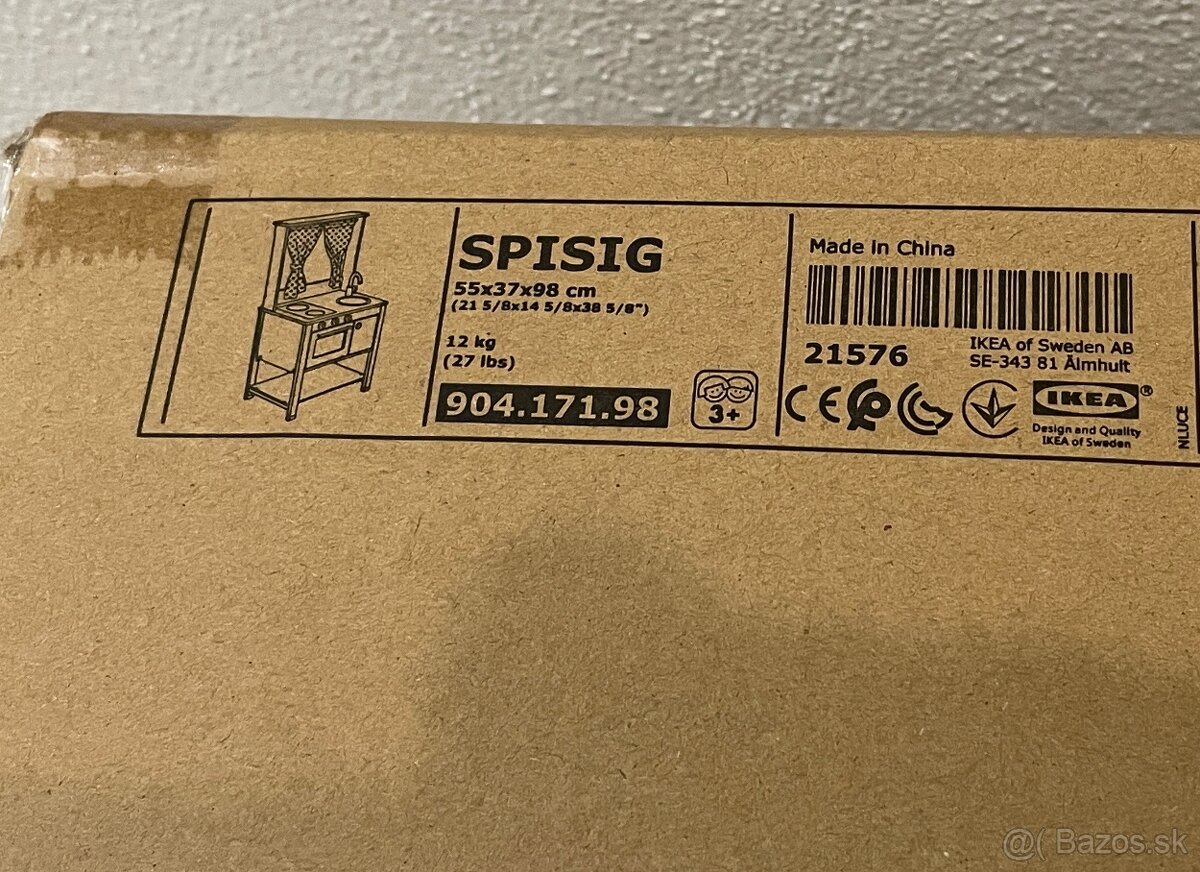 SPISIG
55x37x98 cm
(21 5/8x14 5/8x38 5/8")
12 kg
(27 lbs)
904.171.98
3+
Made in China
21576
IKEA of Sweden AB
SE-343 81 Älmhult
CE
IKEA®
Design and Quality
IKEA of Sweden
NLUCE
@( Bazos.sk